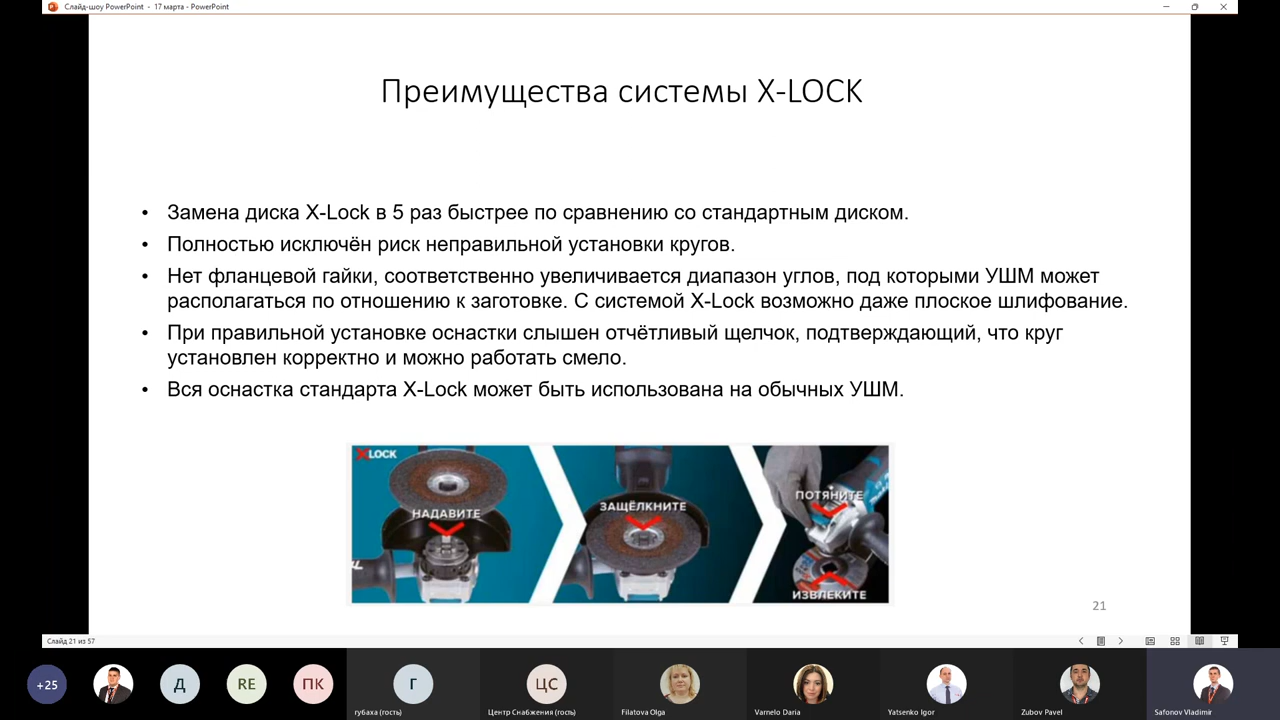 Слайд-шоу PowerPoint - 17 марта - PowerPoint
Преимущества системы X-LOCK
• Замена диска X-Lock в 5 раз быстрее по сравнению со стандартным диском.
• Полностью исключён риск неправильной установки кругов.
• Нет фланцевой гайки, соответственно увеличивается диапазон углов, под которыми УШМ может
располагаться по отношению к заготовке. С системой X-Lock возможно даже плоское шлифование.
• При правильной установке оснастки слышен отчётливый щелчок, подтверждающий, что круг
установлен корректно и можно работать смело.
• Вся оснастка стандарта X-Lock может быть использована на обычных УШМ.
X LOCK
НАДАВИТЕ
ЗАЩЁЛКНИТЕ
ПОТЯНИТЕ
ИЗВЛЕКИТЕ
21
Слайд 21 из 57
+25
Д
RE
ПК
Г
ЦС
губаха (гость)
Центр Снабжения (гость)
Filatova Olga
Varnelo Daria
Yatsenko Igor
Zubov Pavel
Safonov Vladimir